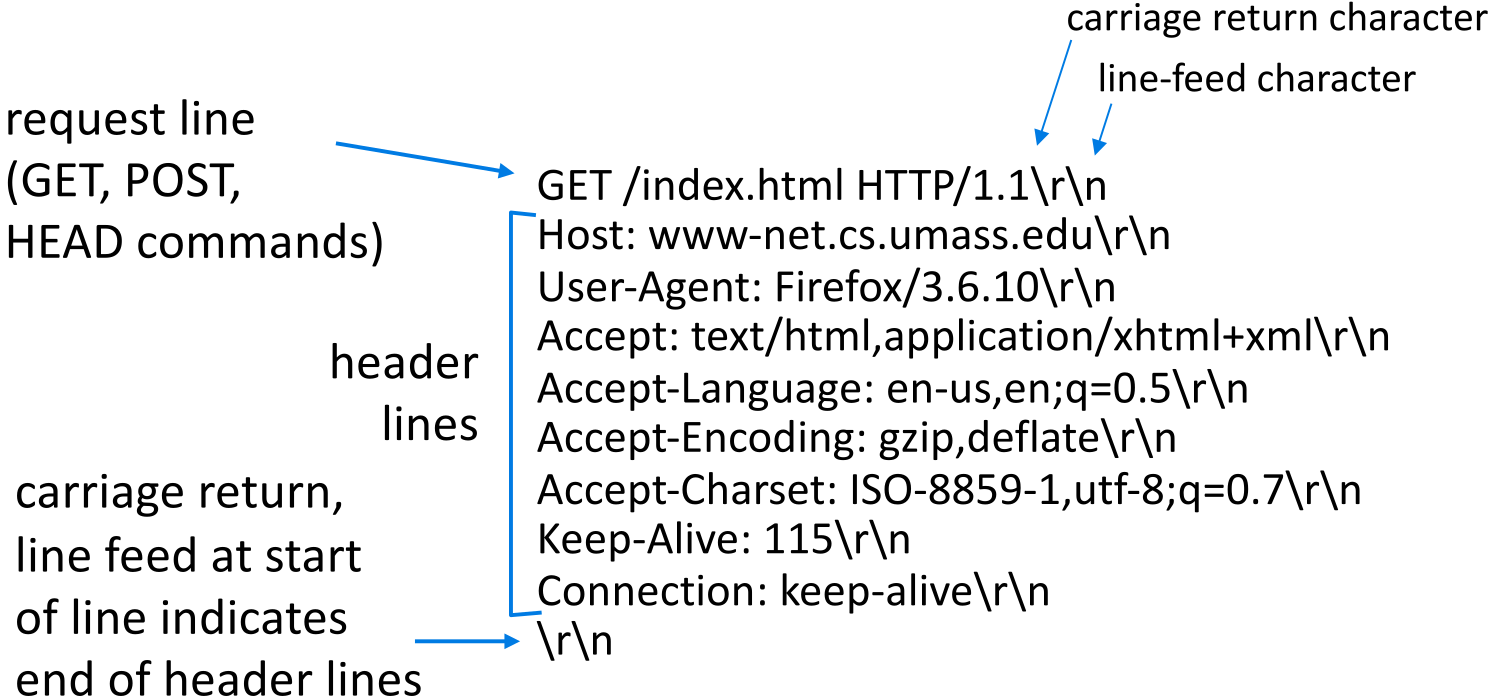 carriage return character
line-feed character
request line
(GET, POST,
HEAD commands)
GET /index.html HTTP/1.1\r\n
Host: www-net.cs.umass.edu\r\n
User-Agent: Firefox/3.6.10\r\n
Accept: text/html,application/xhtml+xml\r\n
Accept-Language: en-us,en;q=0.5\r\n
Accept-Encoding: gzip,deflate\r\n
Accept-Charset: ISO-8859-1,utf-8;q=0.7\r\n
Keep-Alive: 115\r\n
Connection: keep-alive\r\n
\r\n
header
lines
carriage return,
line feed at start
of line indicates
end of header lines